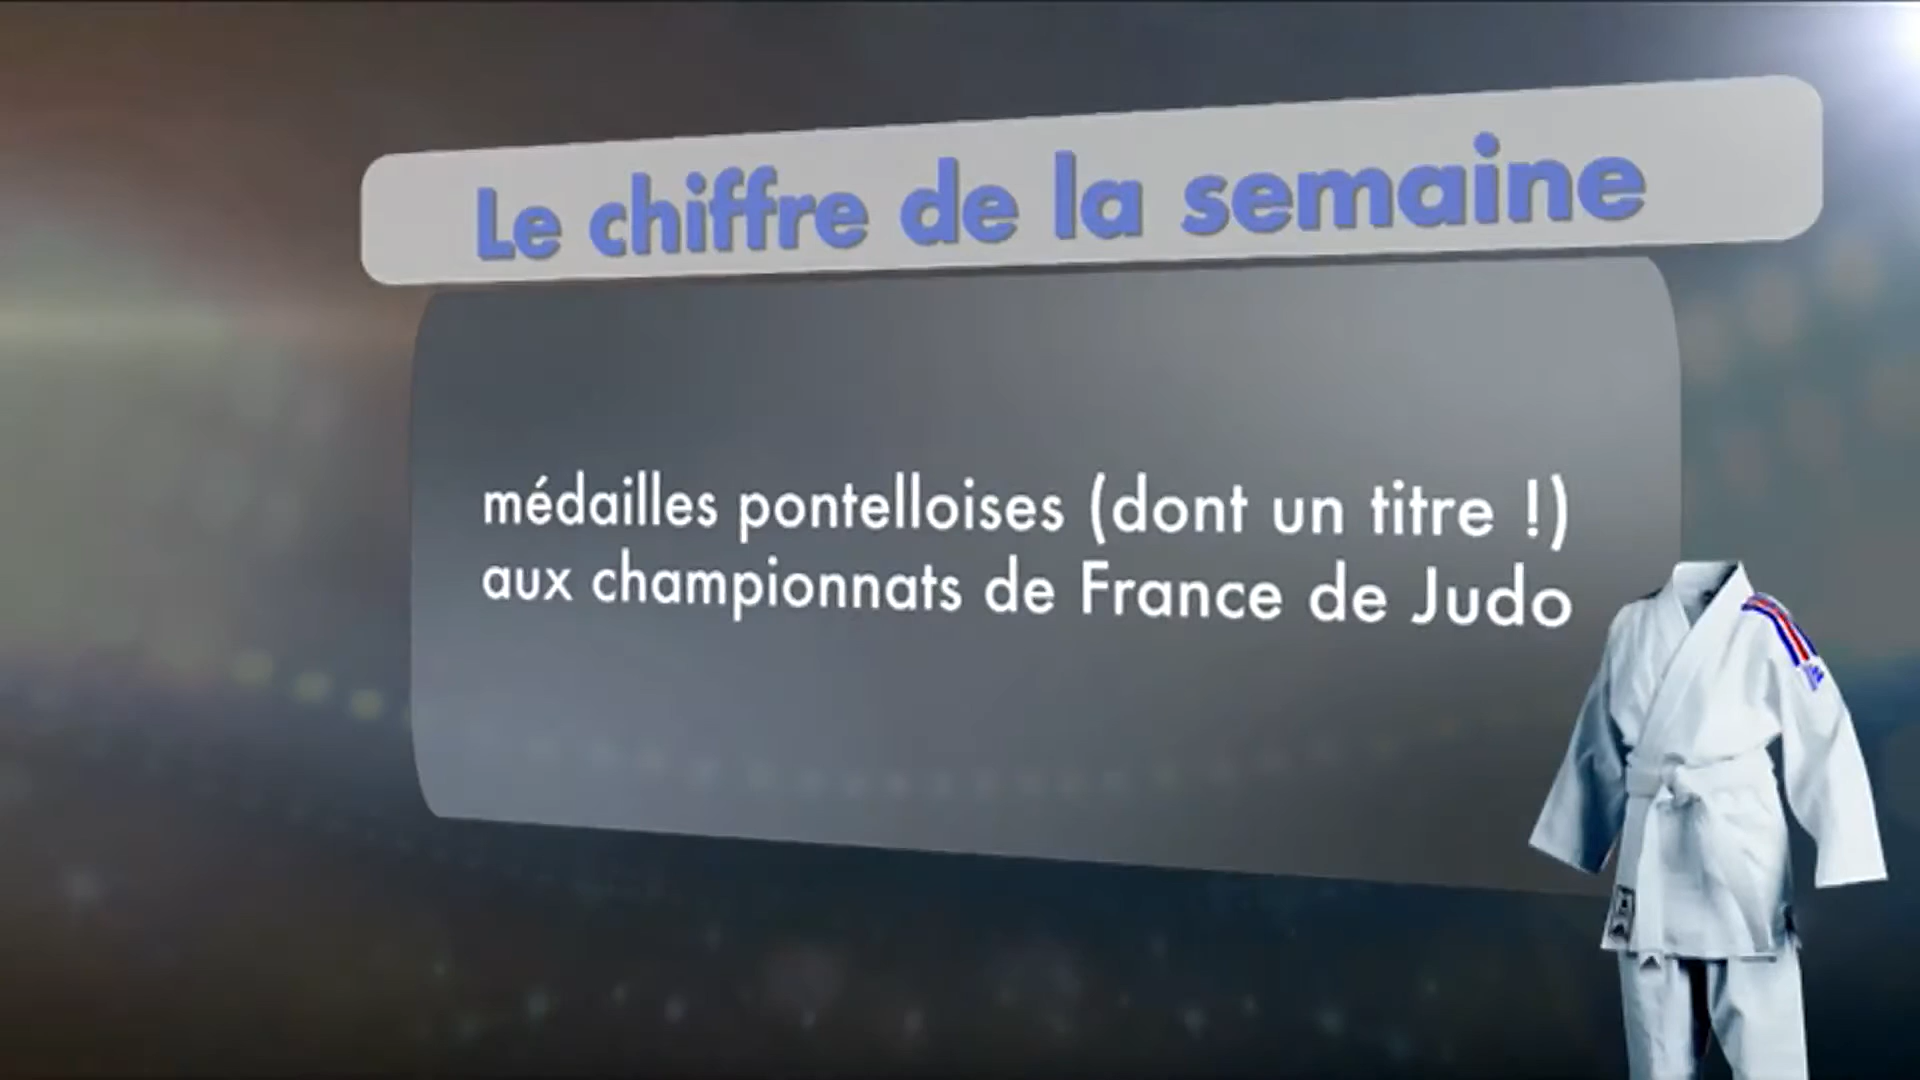 Le chiffre de la semaine
médailles pontelloises (dont un titre !)
aux championnats de France de Judo